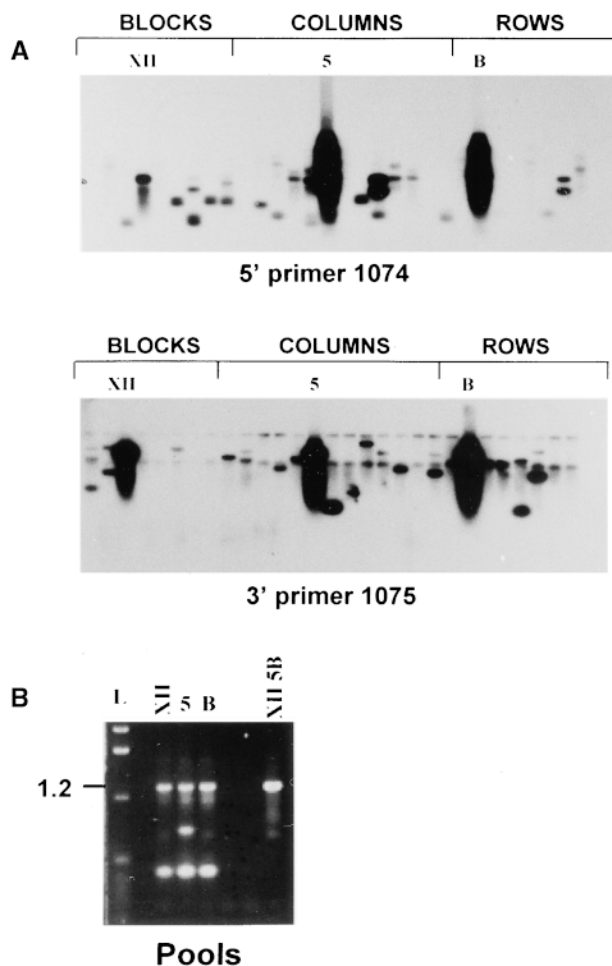 A
BLOCKS COLUMNS ROWS
XII 5 B
5' primer 1074
BLOCKS COLUMNS ROWS
XII 5 B
3' primer 1075
B
L XII 5 B XII 5B
1.2
Pools